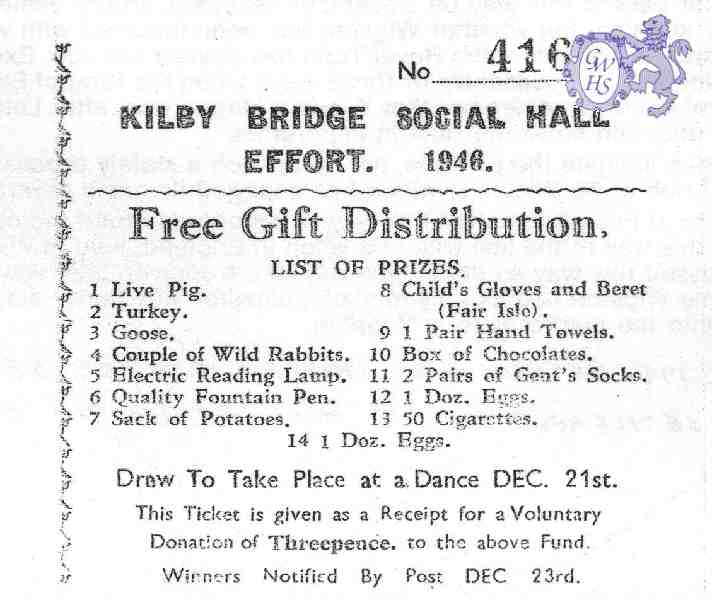 No 416
GWHS
KILBY BRIDGE SOCIAL HALL
EFFORT. 1946.
Free Gift Distribution.
LIST OF PRIZES.
1 Live Pig.
2 Turkey.
3 Goose.
4 Couple of Wild Rabbits.
5 Electric Reading Lamp.
6 Quality Fountain Pen.
7 Sack of Potatoes.
8 Child's Gloves and Beret
(Fair Isle).
9 1 Pair Hand Towels.
10 Box of Chocolates.
11 2 Pairs of Gent's Socks.
12 1 Doz. Eggs.
13 50 Cigarettes.
14 1 Doz. Eggs.
Draw To Take Place at a Dance DEC. 21st.
This Ticket is given as a Receipt for a Voluntary
Donation of Threepence. to the above Fund.
Winners Notified By Post DEC 23rd.